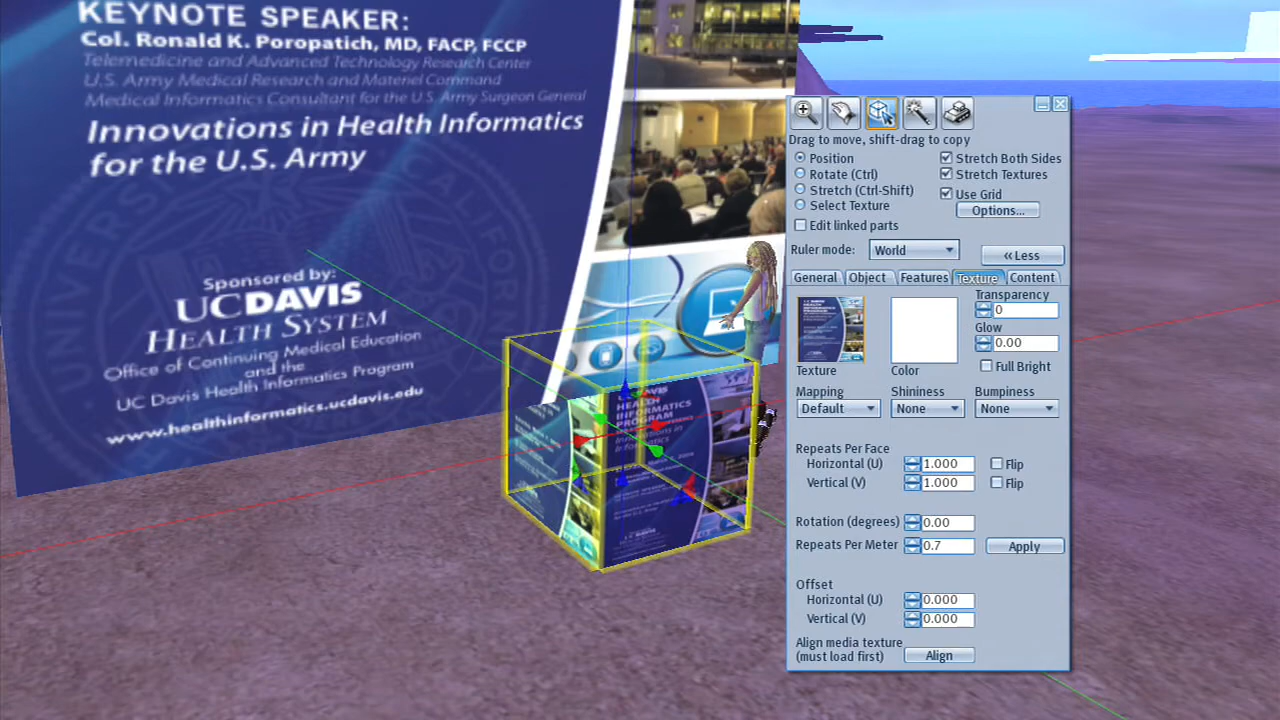 KEYNOTE SPEAKER:
Col. Ronald K. Poropatich, MD, FACP, FCCP
Telemedicine and Advanced Technology Research Center
U.S. Army Medical Research and Materiel Command
Medical Informatics Consultant for the U.S. Army Surgeon General
Innovations in Health Informatics
for the U.S. Army
Sponsored by:
UCDAVIS
HEALTH SYSTEM
Office of Continuing Medical Education
and the
UC Davis Health Informatics Program
www.healthinformatics.ucdavis.edu
UC DAVIS
HEALTH
INFORMATICS
PROGRAM
Innovations in
Drag to move, shift-drag to copy
Position
Rotate (Ctrl)
Stretch (Ctrl-Shift)
Select Texture
Edit linked parts
Stretch Both Sides
Stretch Textures
Use Grid
Options...
Ruler mode: World
« Less
General Object Features Texture Content
Texture
Color
Transparency
0
Glow
0.00
Full Bright
Mapping Shininess Bumpiness
Default None None
Repeats Per Face
Horizontal (U) 1.000 Flip
Vertical (V) 1.000 Flip
Rotation (degrees) 0.00
Repeats Per Meter 0.7 Apply
Offset
Horizontal (U) 0.000
Vertical (V) 0.000
Align media texture
(must load first) Align